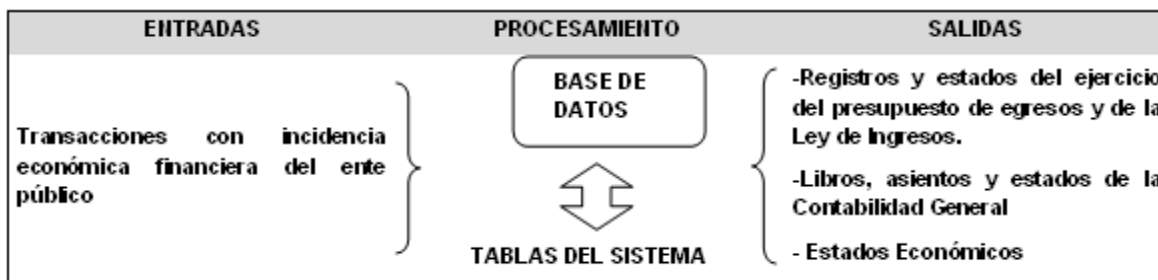 ENTRADAS PROCESAMIENTO SALIDAS
Transacciones con incidencia
económica financiera del ente
público
BASE DE
DATOS
TABLAS DEL SISTEMA
-Registros y estados del ejercicio
del presupuesto de egresos y de la
Ley de Ingresos.
-Libros, asientos y estados de la
Contabilidad General
- Estados Económicos